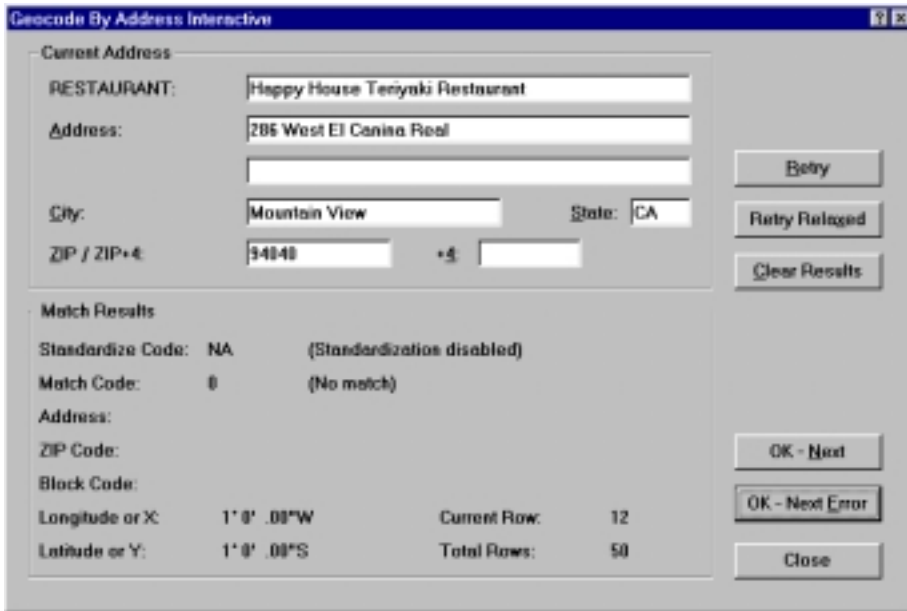 Geocode By Address Interactive
Current Address
RESTAURANT: Happy House Teriyaki Restaurant
Address: 286 West El Canina Real
City: Mountain View State: CA
ZIP / ZIP+4: 94040 +4:
Retry
Retry Relaxed
Clear Results
Match Results
Standardize Code: NA (Standardization disabled)
Match Code: 0 (No match)
Address:
ZIP Code:
Block Code:
Longitude or X: 1° 0' .00"W Current Row: 12
Latitude or Y: 1° 0' .00"S Total Rows: 50
OK - Next
OK - Next Error
Close